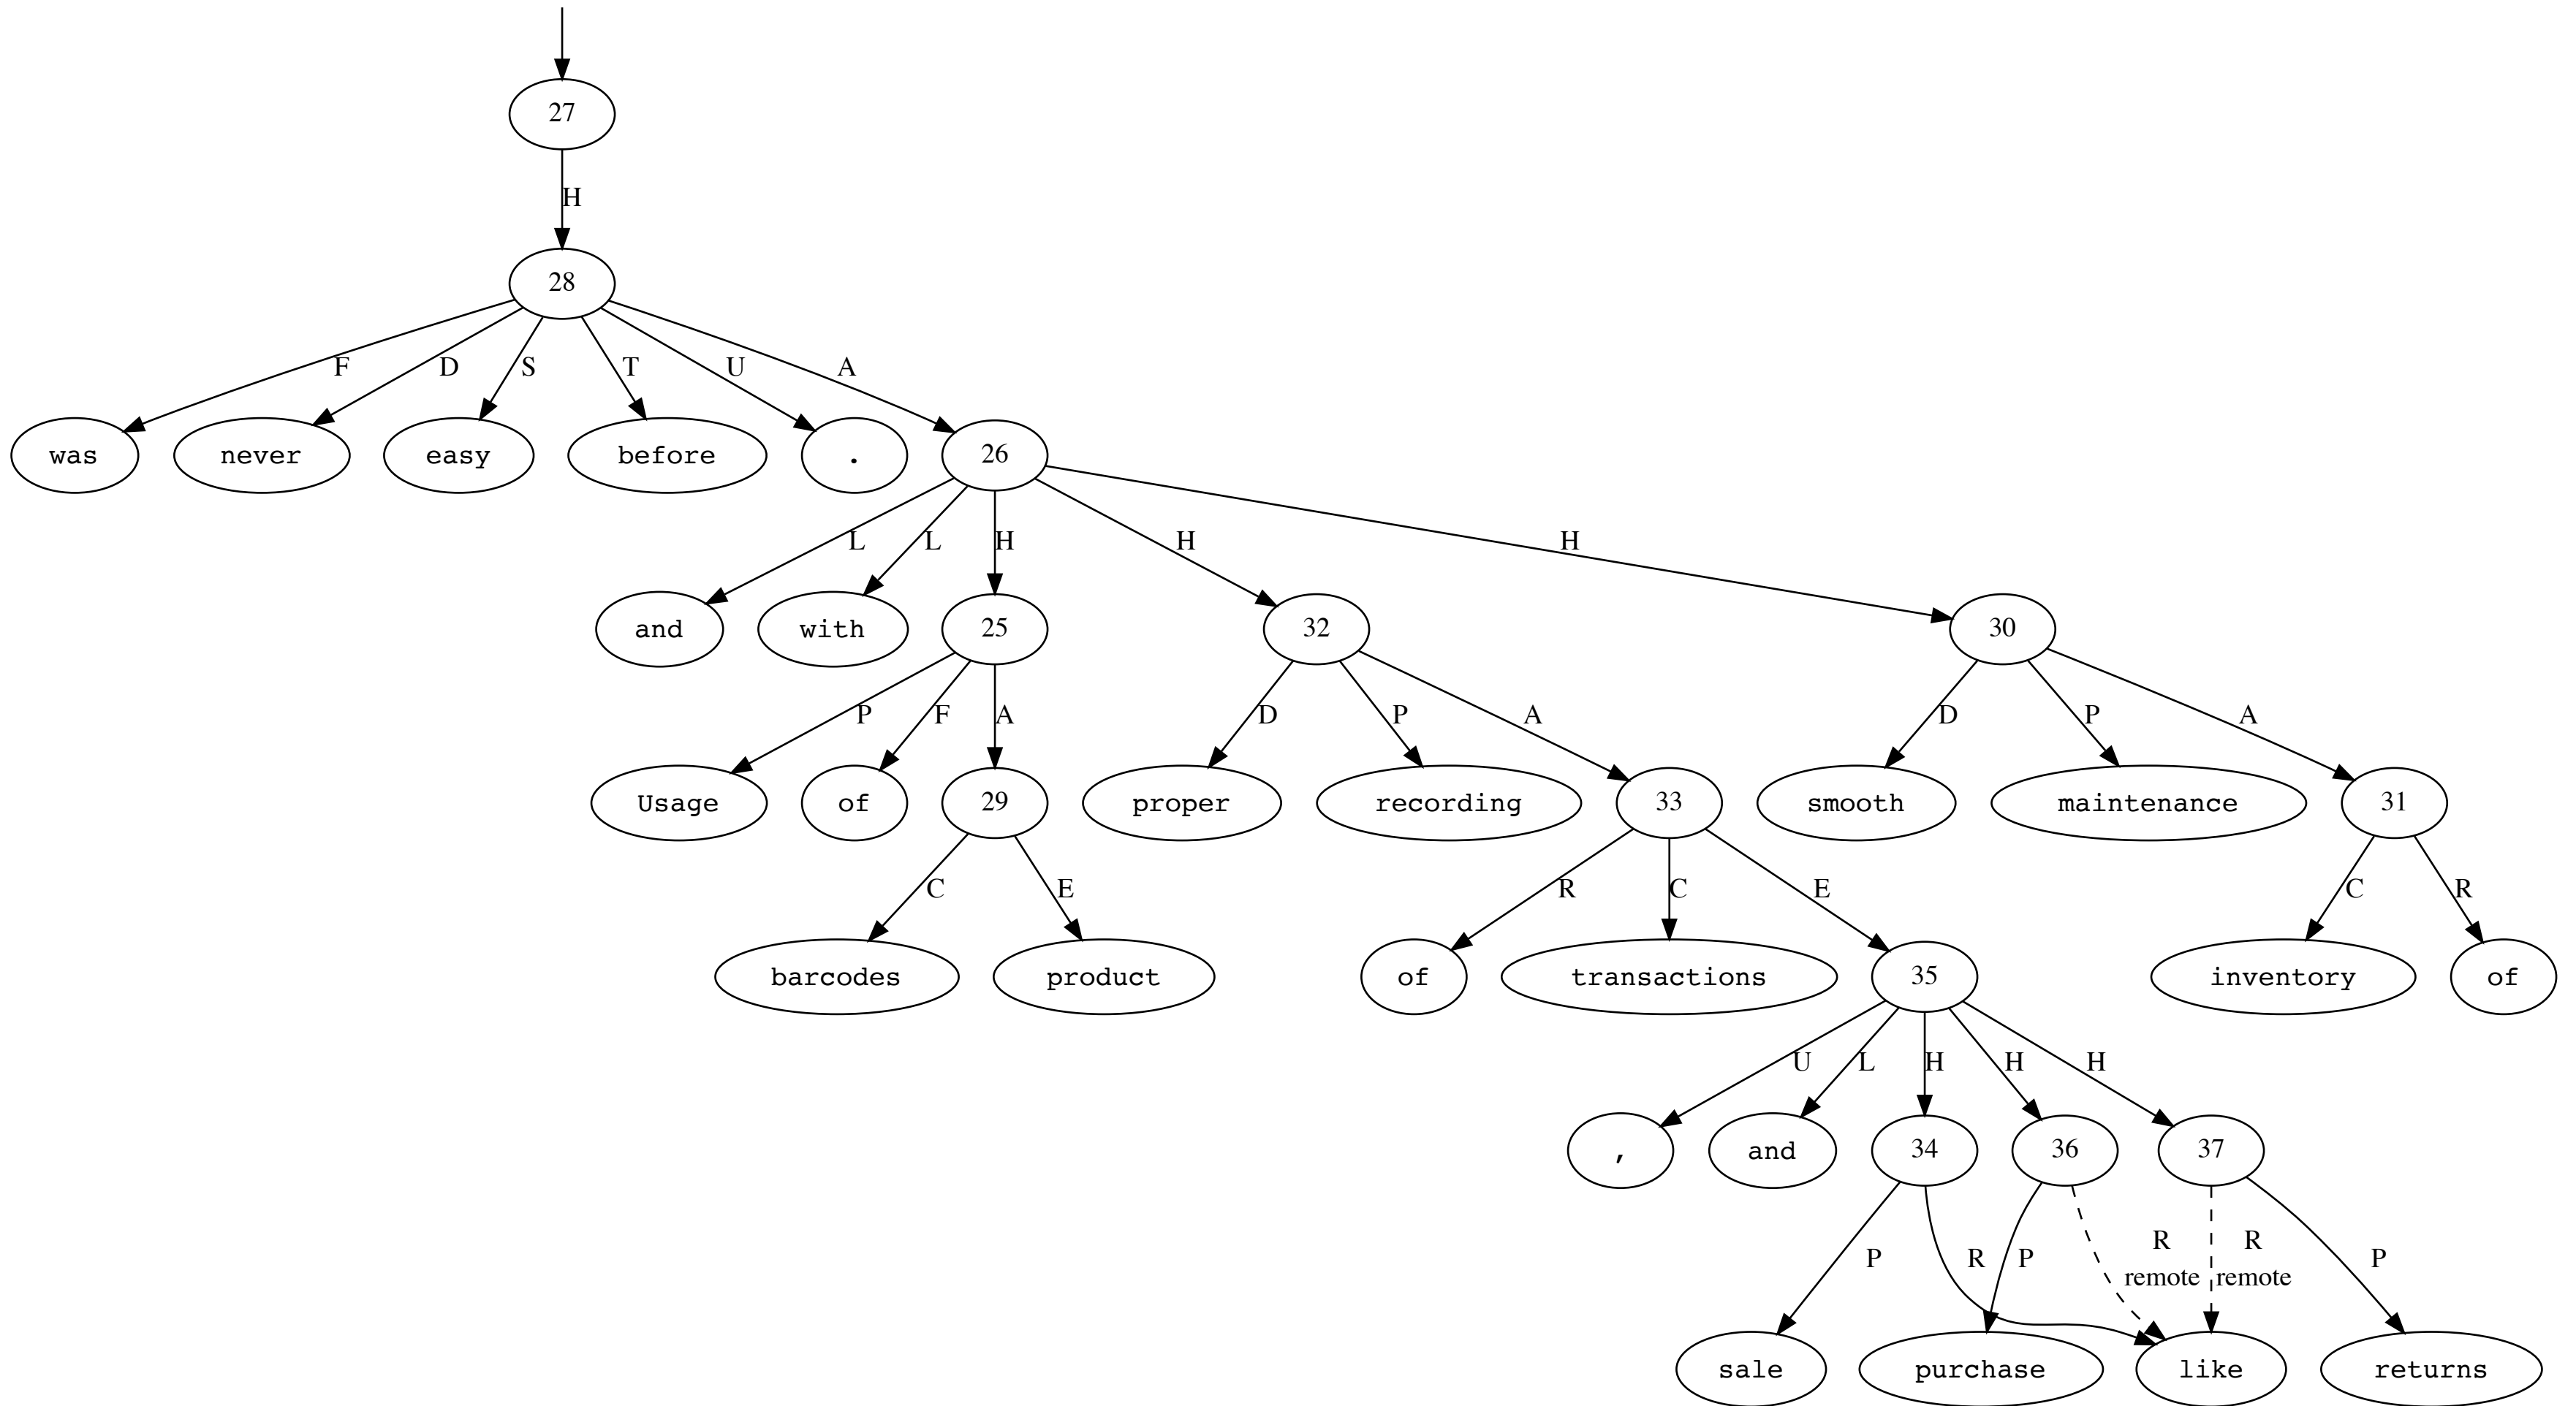 27
H
28
F D S T U A
was never easy before . 26
L L H H H
and with 25 32 30
P F A D P A D P A
Usage of 29 proper recording 33 smooth maintenance 31
C E R C E C R
barcodes product of transactions 35 inventory of
U L H H H
, and 34 36 37
P R P R R P
remote remote
sale purchase like returns